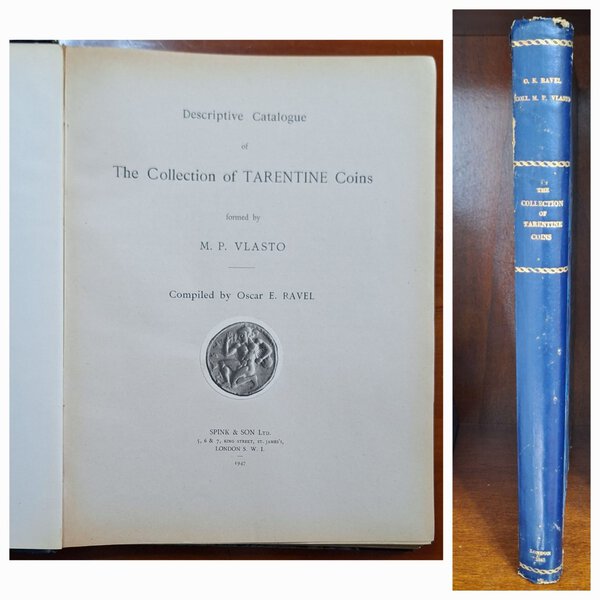 Descriptive Catalogue
of
The Collection of TARENTINE Coins
formed by
M. P. VLASTO
Compiled by Oscar E. RAVEL
SPINK & SON LTD.
5, 6 & 7, KING STREET, ST. JAMES'S,
LONDON S. W. I.
1947
O. E. RAVEL
COLL. M. P. VLASTO
THE
COLLECTION
OF
TARENTINE
COINS
LONDON